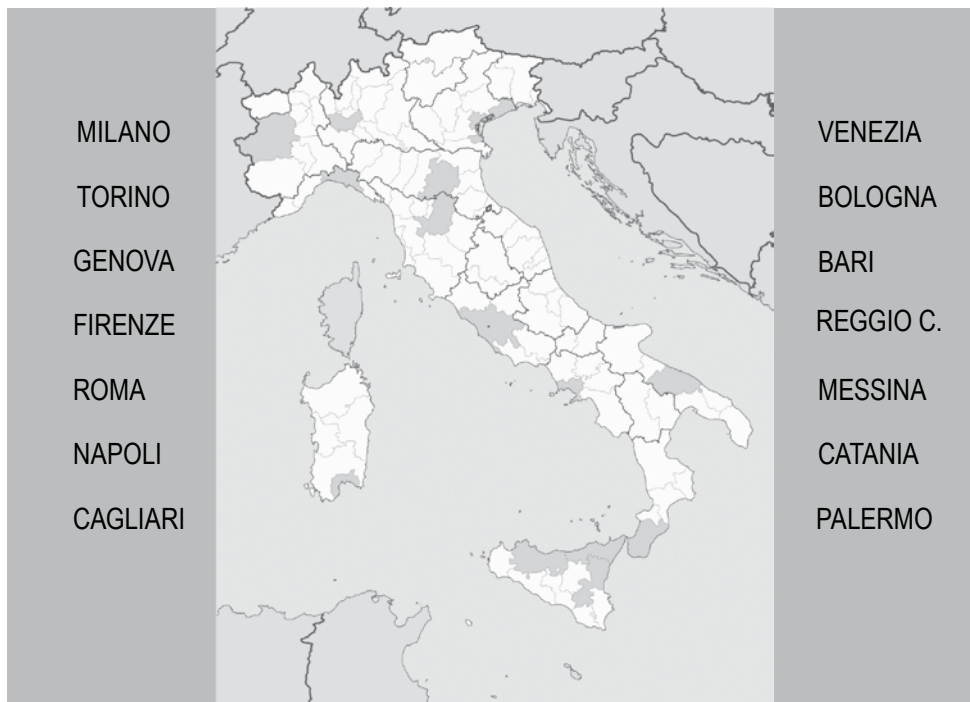 MILANO
TORINO
GENOVA
FIRENZE
ROMA
NAPOLI
CAGLIARI
VENEZIA
BOLOGNA
BARI
REGGIO C.
MESSINA
CATANIA
PALERMO